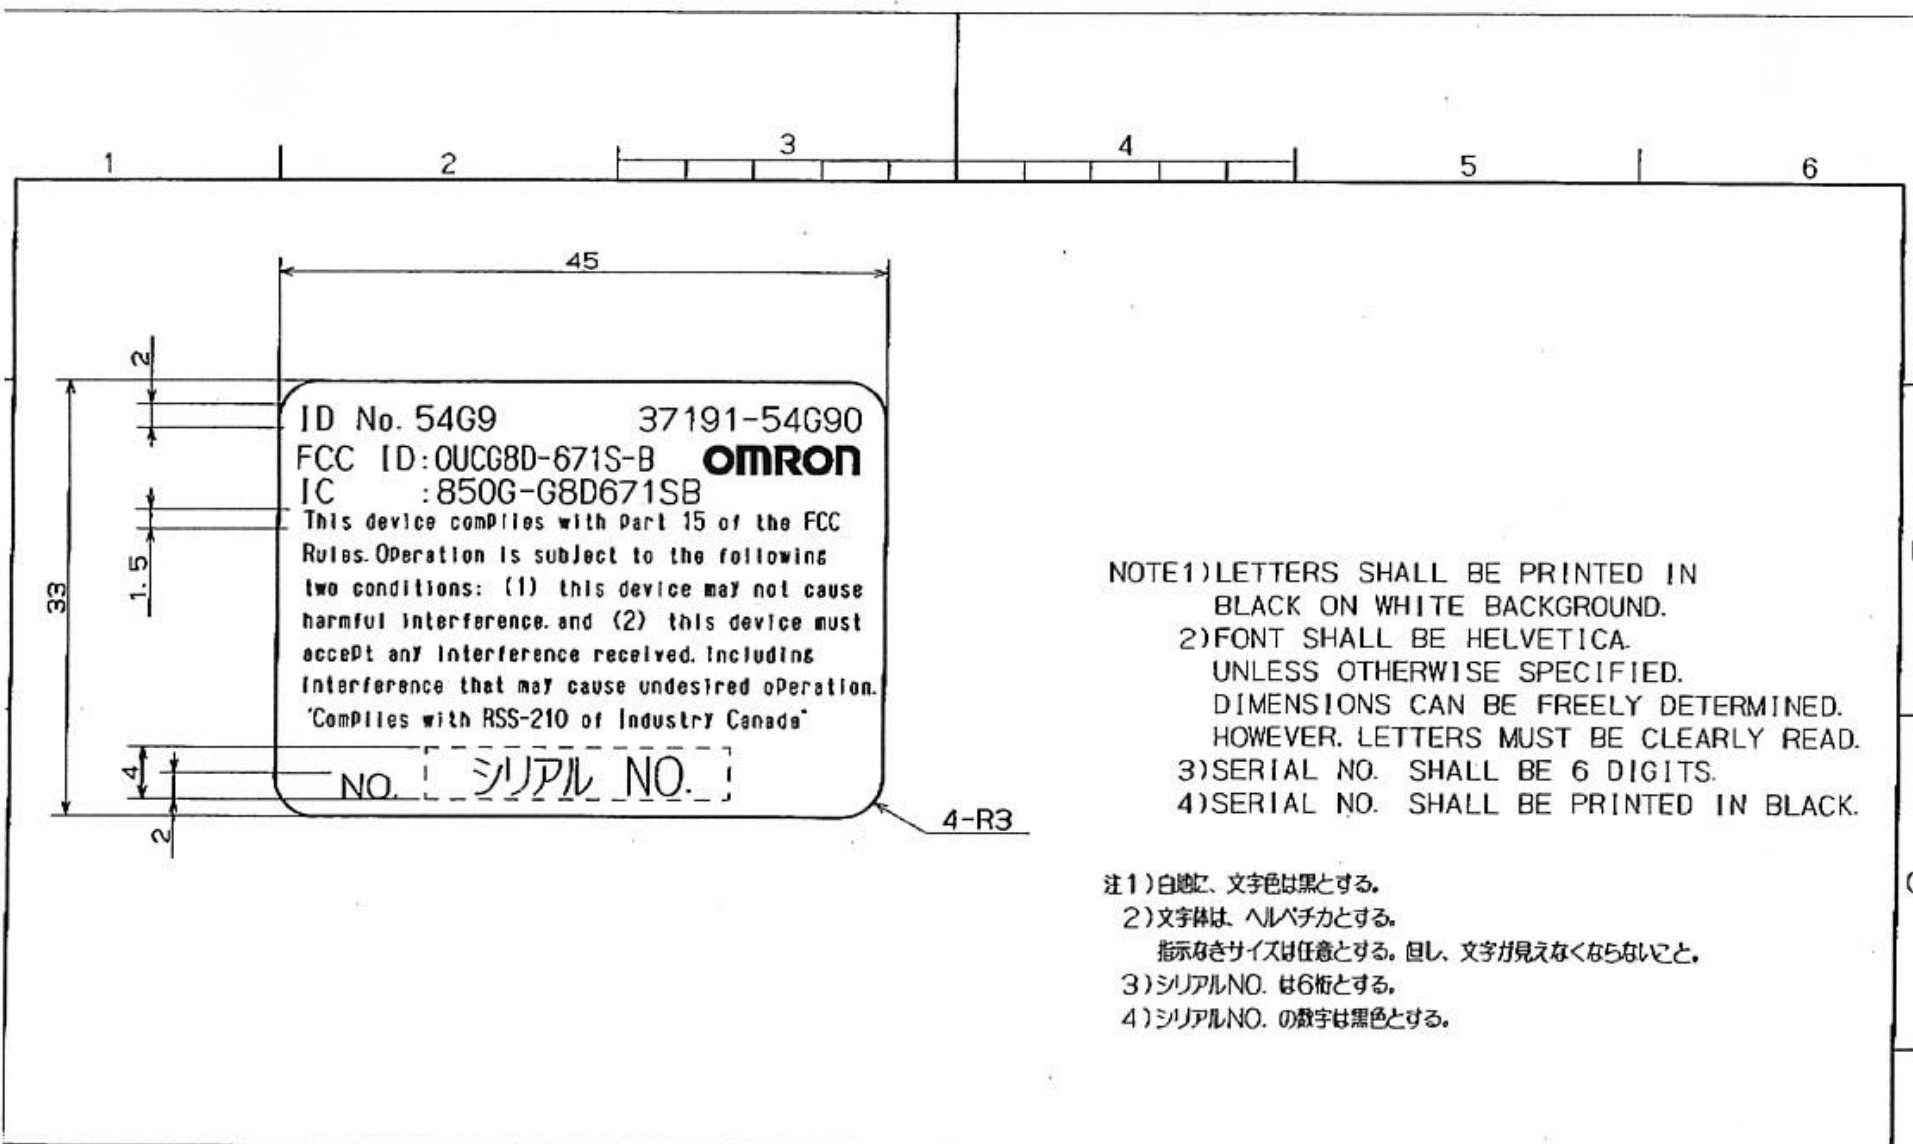 1 2 3 4 5 6
45
2
33
1.5
4
2
ID No. 54G9 37191-54G90
FCC ID:OUCG8D-671S-B OMRON
IC :850G-G8D671SB
This device complies with Part 15 of the FCC
Rules. Operation is subject to the following
two conditions: (1) this device may not cause
harmful interference. and (2) this device must
accept any interference received. including
interference that may cause undesired operation.
"Complies with RSS-210 of Industry Canada"
NO. シリアル NO.
4-R3
NOTE1)LETTERS SHALL BE PRINTED IN
BLACK ON WHITE BACKGROUND.
2)FONT SHALL BE HELVETICA.
UNLESS OTHERWISE SPECIFIED.
DIMENSIONS CAN BE FREELY DETERMINED.
HOWEVER. LETTERS MUST BE CLEARLY READ.
3)SERIAL NO. SHALL BE 6 DIGITS.
4)SERIAL NO. SHALL BE PRINTED IN BLACK.
注1)白地に、文字色は黒とする。
2)文字体は、ヘルベチカとする。
指示なきサイズは任意とする。但し、文字が見えなくならないこと。
3)シリアルNO. は6桁とする。
4)シリアルNO. の数字は黒色とする。